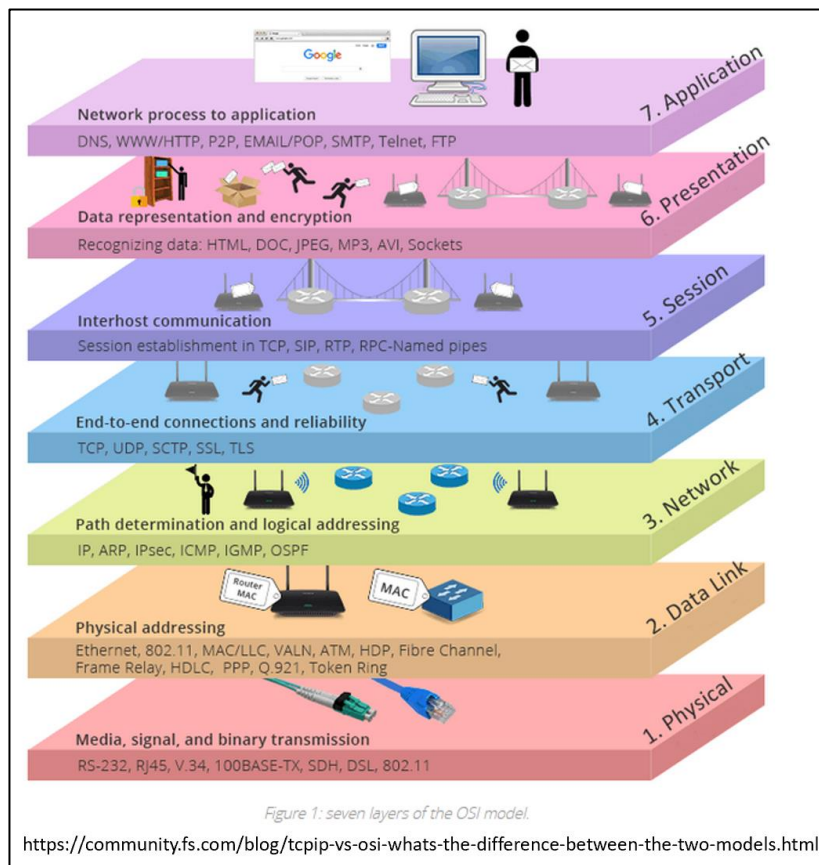 Google
7. Application
Network process to application
DNS, WWW/HTTP, P2P, EMAIL/POP, SMTP, Telnet, FTP
6. Presentation
Data representation and encryption
Recognizing data: HTML, DOC, JPEG, MP3, AVI, Sockets
5. Session
Interhost communication
Session establishment in TCP, SIP, RTP, RPC-Named pipes
4. Transport
End-to-end connections and reliability
TCP, UDP, SCTP, SSL, TLS
3. Network
Path determination and logical addressing
IP, ARP, IPsec, ICMP, IGMP, OSPF
2. Data Link
Router
MAC
MAC
Physical addressing
Ethernet, 802.11, MAC/LLC, VALN, ATM, HDP, Fibre Channel,
Frame Relay, HDLC, PPP, Q.921, Token Ring
1. Physical
Media, signal, and binary transmission
RS-232, RJ45, V.34, 100BASE-TX, SDH, DSL, 802.11
Figure 1: seven layers of the OSI model.
https://community.fs.com/blog/tcpip-vs-osi-whats-the-difference-between-the-two-models.html